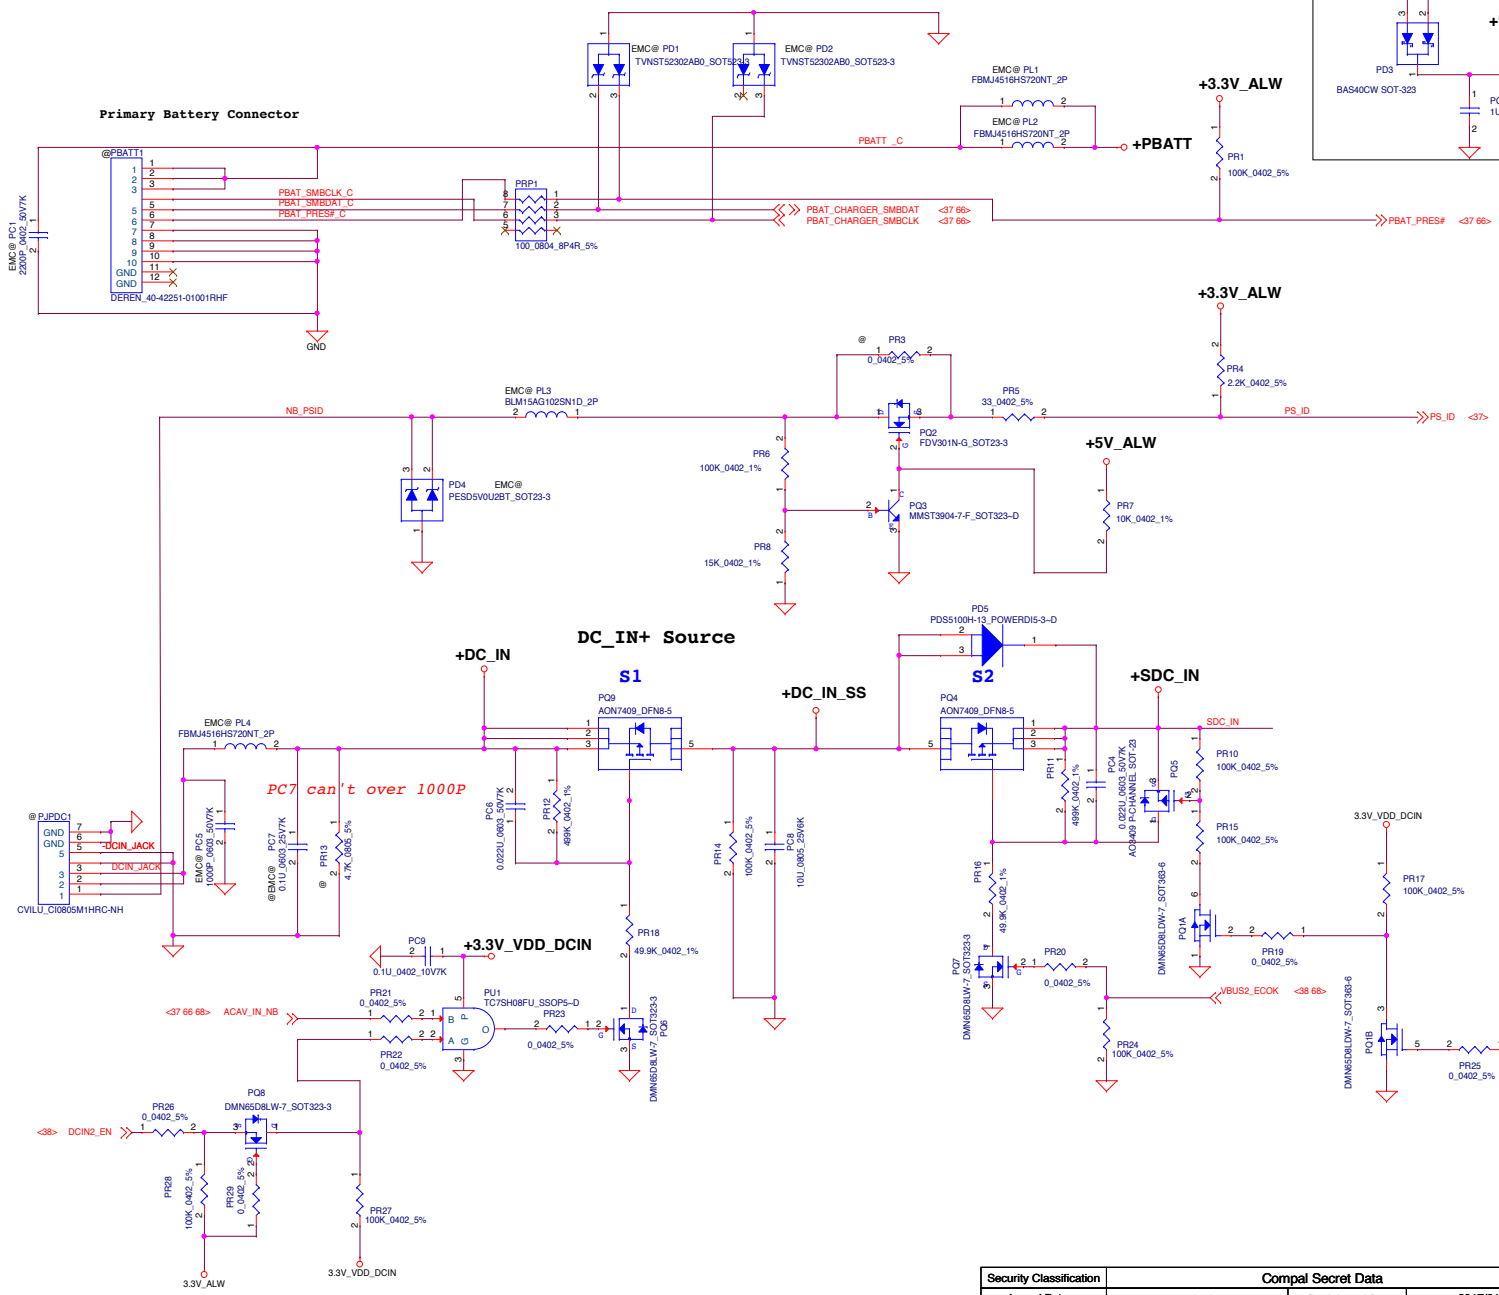 Primary Battery Connector
EMC@ PD1
TVNST52302AB0_SOT523-3
EMC@ PD2
TVNST52302AB0_SOT523-3
EMC@ PL1
FBMJ4516HS720NT_2P
EMC@ PL2
FBMJ4516HS720NT_2P
PBATT _C
+PBATT
+3.3V_ALW
PR1
100K_0402_5%
PD3
BAS40CW SOT-323
@PBATT1
EMC@ PC1
2200P_0402_50V7K
PBAT_SMBCLK_C
PBAT_SMBDAT_C
PBAT_PRES#_C
PRP1
100_0804_8P4R_5%
PBAT_CHARGER_SMBDAT <37 66>
PBAT_CHARGER_SMBCLK <37 66>
PBAT_PRES# <37 66>
GND
GND
DEREN_40-42251-01001RHF
GND
+3.3V_ALW
PR4
2.2K_0402_5%
@ PR3
0_0402_5%
EMC@ PL3
BLM15AG102SN1D_2P
NB_PSID
PR5
33_0402_5%
PS_ID
PS_ID <37>
PQ2
FDV301N-G_SOT23-3
+5V_ALW
PR6
100K_0402_1%
PD4 EMC@
PESD5V0U2BT_SOT23-3
PQ3
MMST3904-7-F_SOT323~D
PR7
10K_0402_1%
PR8
15K_0402_1%
DC_IN+ Source
PD5
PDS5100H-13_POWERDI5-3~D
+DC_IN
S1
PQ9
AON7409_DFN8-5
+DC_IN_SS
S2
PQ4
AON7409_DFN8-5
+SDC_IN
SDC_IN
EMC@ PL4
FBMJ4516HS720NT_2P
PC7 can't over 1000P
PR10
100K_0402_5%
PR11
499K_0402_1%
PC4
0.022U_0603_50V7K
PQ5
AO3409 P-CHANNEL SOT-23
PC6
0.022U_0603_50V7K
PR12
499K_0402_1%
PR14
100K_0402_5%
PC8
10U_0805_25V6K
PR15
100K_0402_5%
@PJPDC1
GND
GND
-DCIN_JACK
DCIN_JACK
CVILU_CI0805M1HRC-NH
EMC@ PC5
1000P_0603_50V7K
@EMC@ PC7
0.1U_0603_25V7K
@ PR13
4.7K_0805_5%
PR16
49.9K_0402_1%
3.3V_VDD_DCIN
PR17
100K_0402_5%
PR18
49.9K_0402_1%
PC9
0.1U_0402_10V7K
+3.3V_VDD_DCIN
PQ1A
DMN65D8LDW-7_SOT363-6
PR19
0_0402_5%
PQ7
DMN65D8LW-7_SOT323-3
PR20
0_0402_5%
VBUS2_ECOK <38 68>
PU1
TC7SH08FU_SSOP5~D
PR21
0_0402_5%
<37 66 68> ACAV_IN_NB
PR22
0_0402_5%
PR23
0_0402_5%
PQ6
DMN65D8LW-7_SOT323-3
PR24
100K_0402_5%
PQ1B
DMN65D8LDW-7_SOT363-6
PR25
0_0402_5%
PQ8
DMN65D8LW-7_SOT323-3
PR26
0_0402_5%
<38> DCIN2_EN
PR28
100K_0402_5%
PR29
0_0402_5%
PR27
100K_0402_5%
3.3V_ALW
3.3V_VDD_DCIN
Security Classification
Compal Secret Data